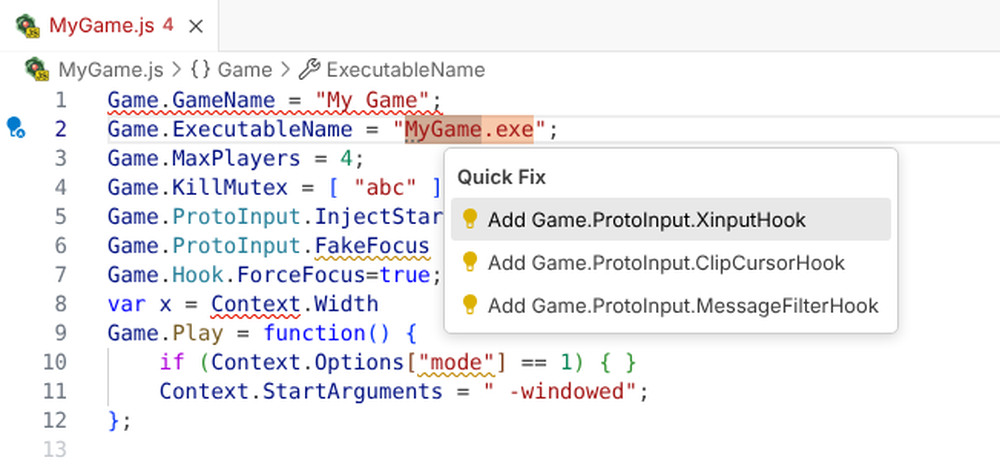 MyGame.js 4
MyGame.js > {} Game > ExecutableName
1 Game.GameName = "My Game";
2 Game.ExecutableName = "MyGame.exe";
3 Game.MaxPlayers = 4;
4 Game.KillMutex = [ "abc" ]
5 Game.ProtoInput.InjectStar
6 Game.ProtoInput.FakeFocus
7 Game.Hook.ForceFocus=true;
8 var x = Context.Width
9 Game.Play = function() {
10     if (Context.Options["mode"] == 1) { }
11     Context.StartArguments = " -windowed";
12 };
13
Quick Fix
Add Game.ProtoInput.XinputHook
Add Game.ProtoInput.ClipCursorHook
Add Game.ProtoInput.MessageFilterHook